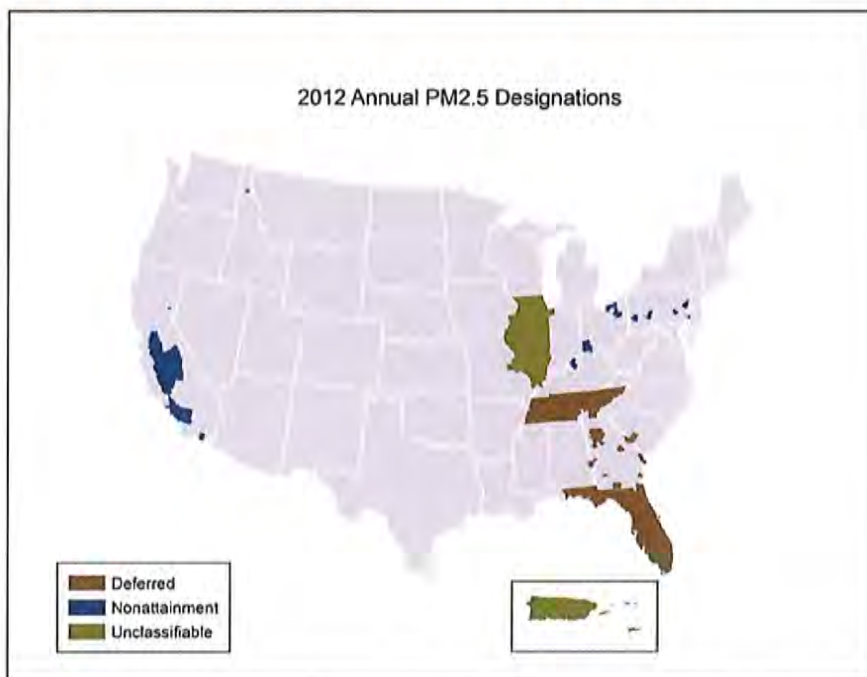 2012 Annual PM2.5 Designations
Deferred
Nonattainment
Unclassifiable